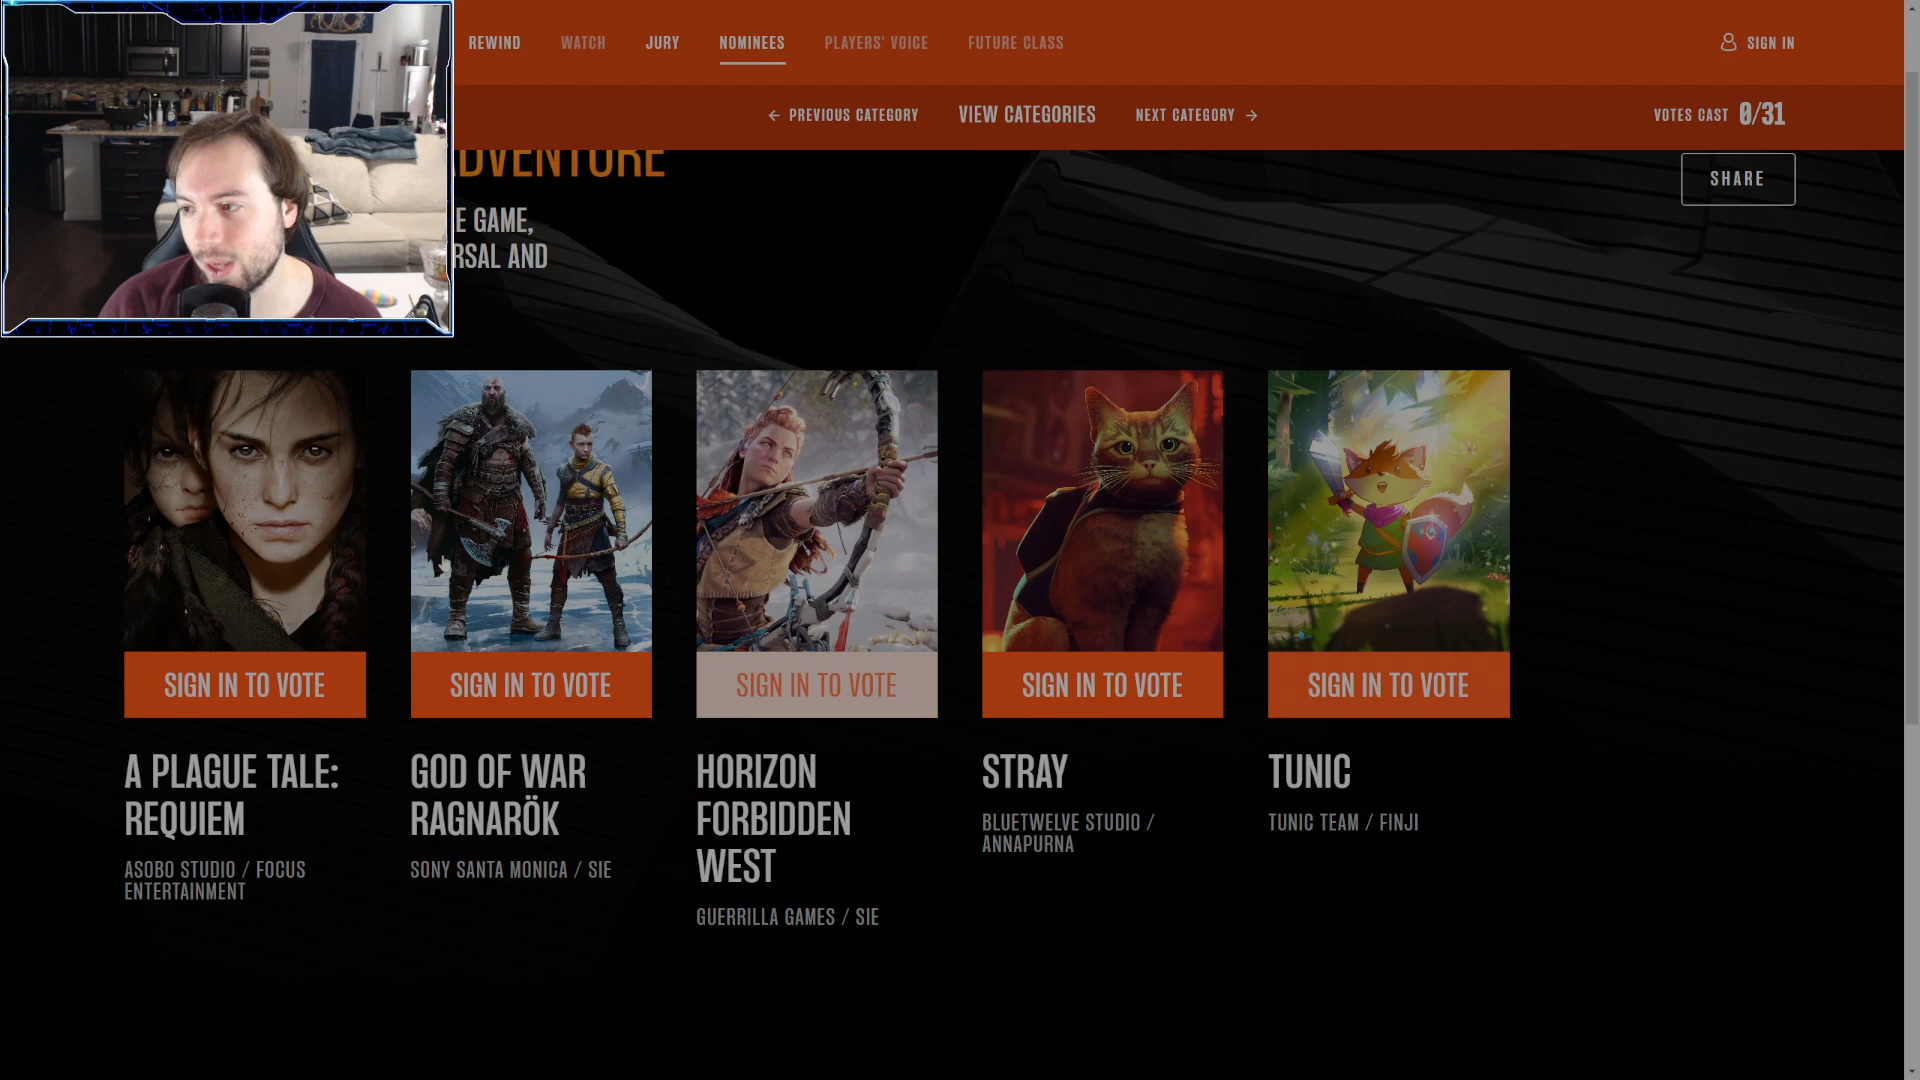 REWIND
WATCH
JURY
NOMINEES
PLAYERS' VOICE
FUTURE CLASS
SIGN IN
← PREVIOUS CATEGORY
VIEW CATEGORIES
NEXT CATEGORY →
VOTES CAST 0/31
DVENTURE
SHARE
E GAME,
RSAL AND
SIGN IN TO VOTE
SIGN IN TO VOTE
SIGN IN TO VOTE
SIGN IN TO VOTE
SIGN IN TO VOTE
A PLAGUE TALE:
REQUIEM
ASOBO STUDIO / FOCUS
ENTERTAINMENT
GOD OF WAR
RAGNARÖK
SONY SANTA MONICA / SIE
HORIZON
FORBIDDEN
WEST
GUERRILLA GAMES / SIE
STRAY
BLUETWELVE STUDIO /
ANNAPURNA
TUNIC
TUNIC TEAM / FINJI